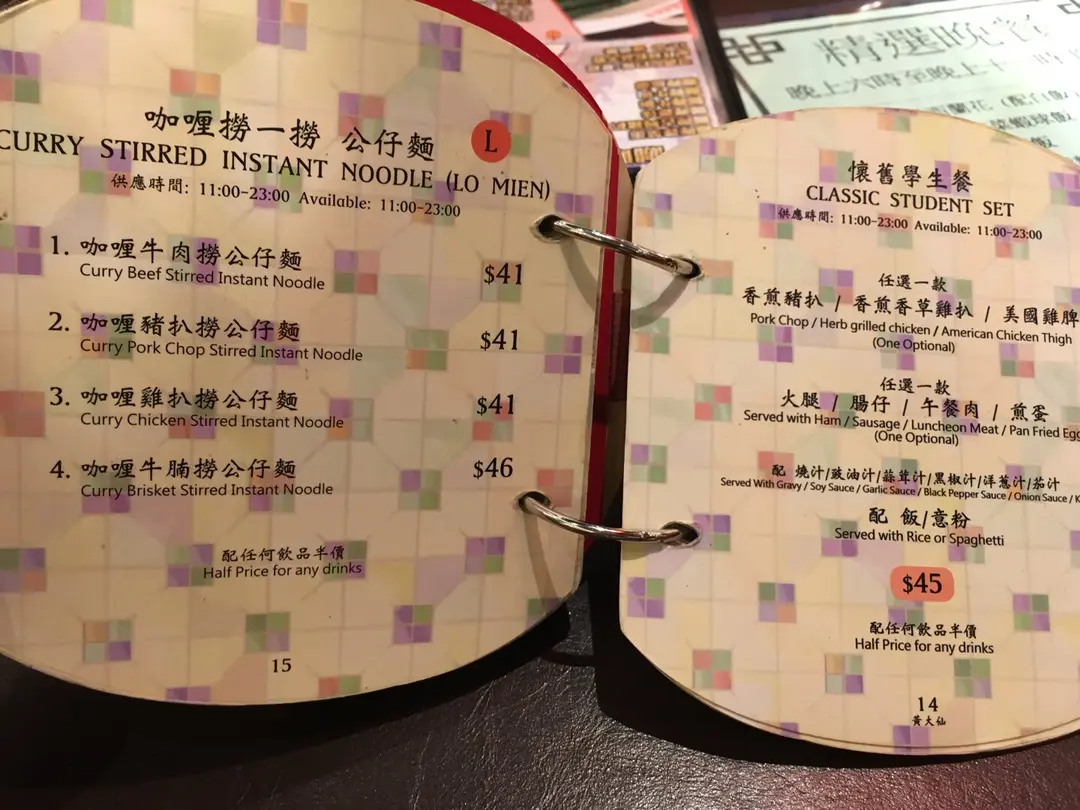 咖喱撈一撈 公仔麵 L
CURRY STIRRED INSTANT NOODLE (LO MIEN)
供應時間: 11:00-23:00 Available: 11:00-23:00
1. 咖喱牛肉撈公仔麵 $41
Curry Beef Stirred Instant Noodle
2. 咖喱豬扒撈公仔麵 $41
Curry Pork Chop Stirred Instant Noodle
3. 咖喱雞扒撈公仔麵 $41
Curry Chicken Stirred Instant Noodle
4. 咖喱牛腩撈公仔麵 $46
Curry Brisket Stirred Instant Noodle
配任何飲品半價
Half Price for any drinks
15
懷舊學生餐
CLASSIC STUDENT SET
供應時間: 11:00-23:00 Available: 11:00-23:00
任選一款
香煎豬扒 / 香煎香草雞扒 / 美國雞脾
Pork Chop / Herb grilled chicken / American Chicken Thigh
(One Optional)
任選一款
火腿 / 腸仔 / 午餐肉 / 煎蛋
Served with Ham / Sausage / Luncheon Meat / Pan Fried Egg
(One Optional)
配 燒汁/豉油汁/蒜茸汁/黑椒汁/洋蔥汁/茄汁
Served With Gravy / Soy Sauce / Garlic Sauce / Black Pepper Sauce / Onion Sauce /
配 飯/意粉
Served with Rice or Spaghetti
$45
配任何飲品半價
Half Price for any drinks
14
黃大仙
精選晚
晚上六時至晚上十